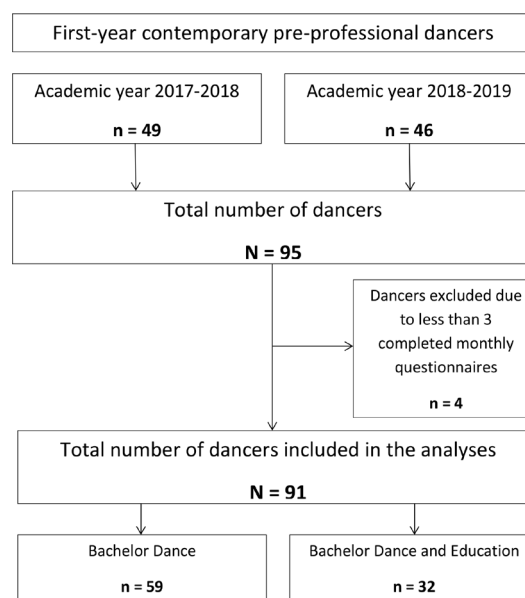 First-year contemporary pre-professional dancers
Academic year 2017-2018
n = 49
Academic year 2018-2019
n = 46
Total number of dancers
N = 95
Dancers excluded due
to less than 3
completed monthly
questionnaires
n = 4
Total number of dancers included in the analyses
N = 91
Bachelor Dance
n = 59
Bachelor Dance and Education
n = 32